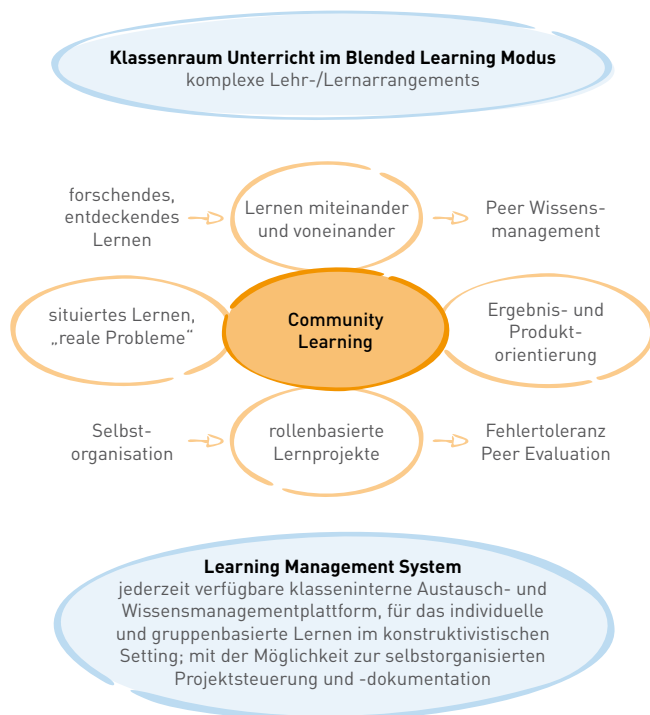 Klassenraum Unterricht im Blended Learning Modus
komplexe Lehr-/Lernarrangements
forschendes,
entdeckendes
Lernen
Lernen miteinander
und voneinander
Peer Wissens-
management
situiertes Lernen,
„reale Probleme“
Community
Learning
Ergebnis- und
Produkt-
orientierung
Selbst-
organisation
rollenbasierte
Lernprojekte
Fehlertoleranz
Peer Evaluation
Learning Management System
jederzeit verfügbare klasseninterne Austausch- und
Wissensmanagementplattform, für das individuelle
und gruppenbasierte Lernen im konstruktivistischen
Setting; mit der Möglichkeit zur selbstorganisierten
Projektsteuerung und -dokumentation